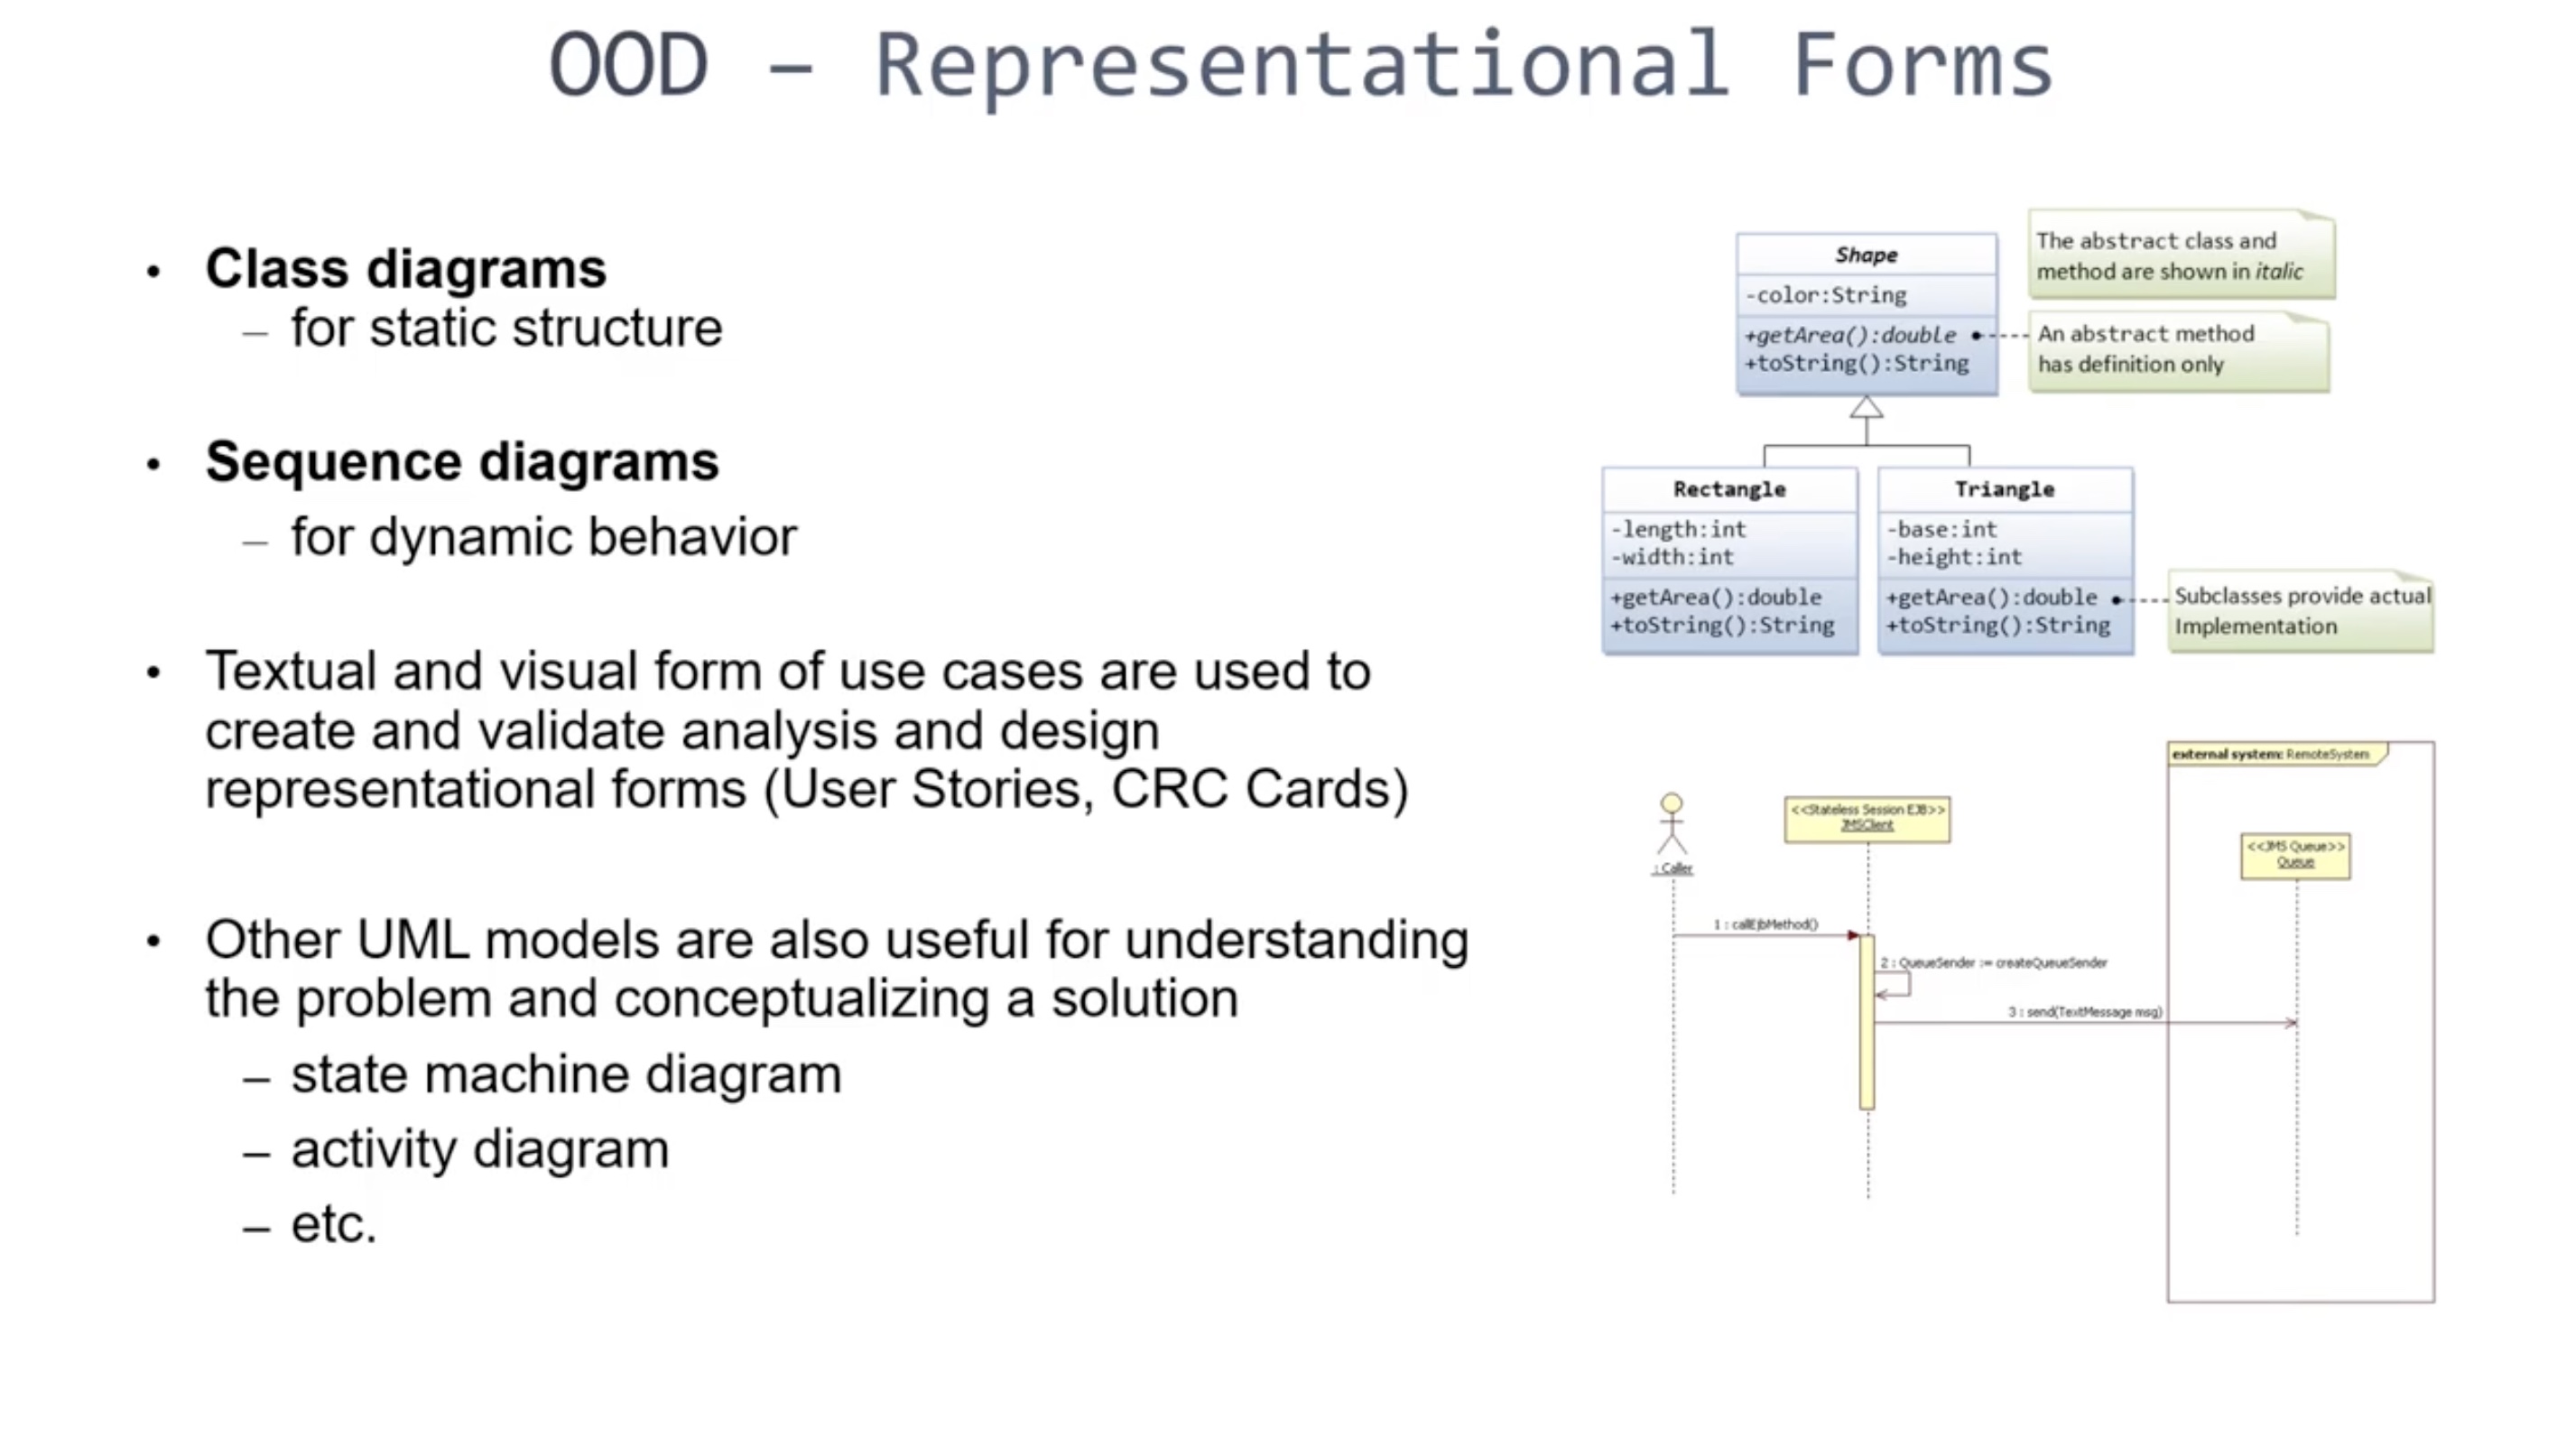 OOD – Representational Forms
• Class diagrams
– for static structure
• Sequence diagrams
– for dynamic behavior
• Textual and visual form of use cases are used to
create and validate analysis and design
representational forms (User Stories, CRC Cards)
• Other UML models are also useful for understanding
the problem and conceptualizing a solution
– state machine diagram
– activity diagram
– etc.
Shape
-color:String
+getArea():double
+toString():String
The abstract class and
method are shown in italic
An abstract method
has definition only
Rectangle
-length:int
-width:int
+getArea():double
+toString():String
Triangle
-base:int
-height:int
+getArea():double
+toString():String
Subclasses provide actual
Implementation
external system: RemoteSystem
: Caller
<<Stateless Session EJB>>
JMSClient
<<JMS Queue>>
Queue
1 : callEjbMethod()
2 : QueueSender := createQueueSender
3 : send(TextMessage msg)